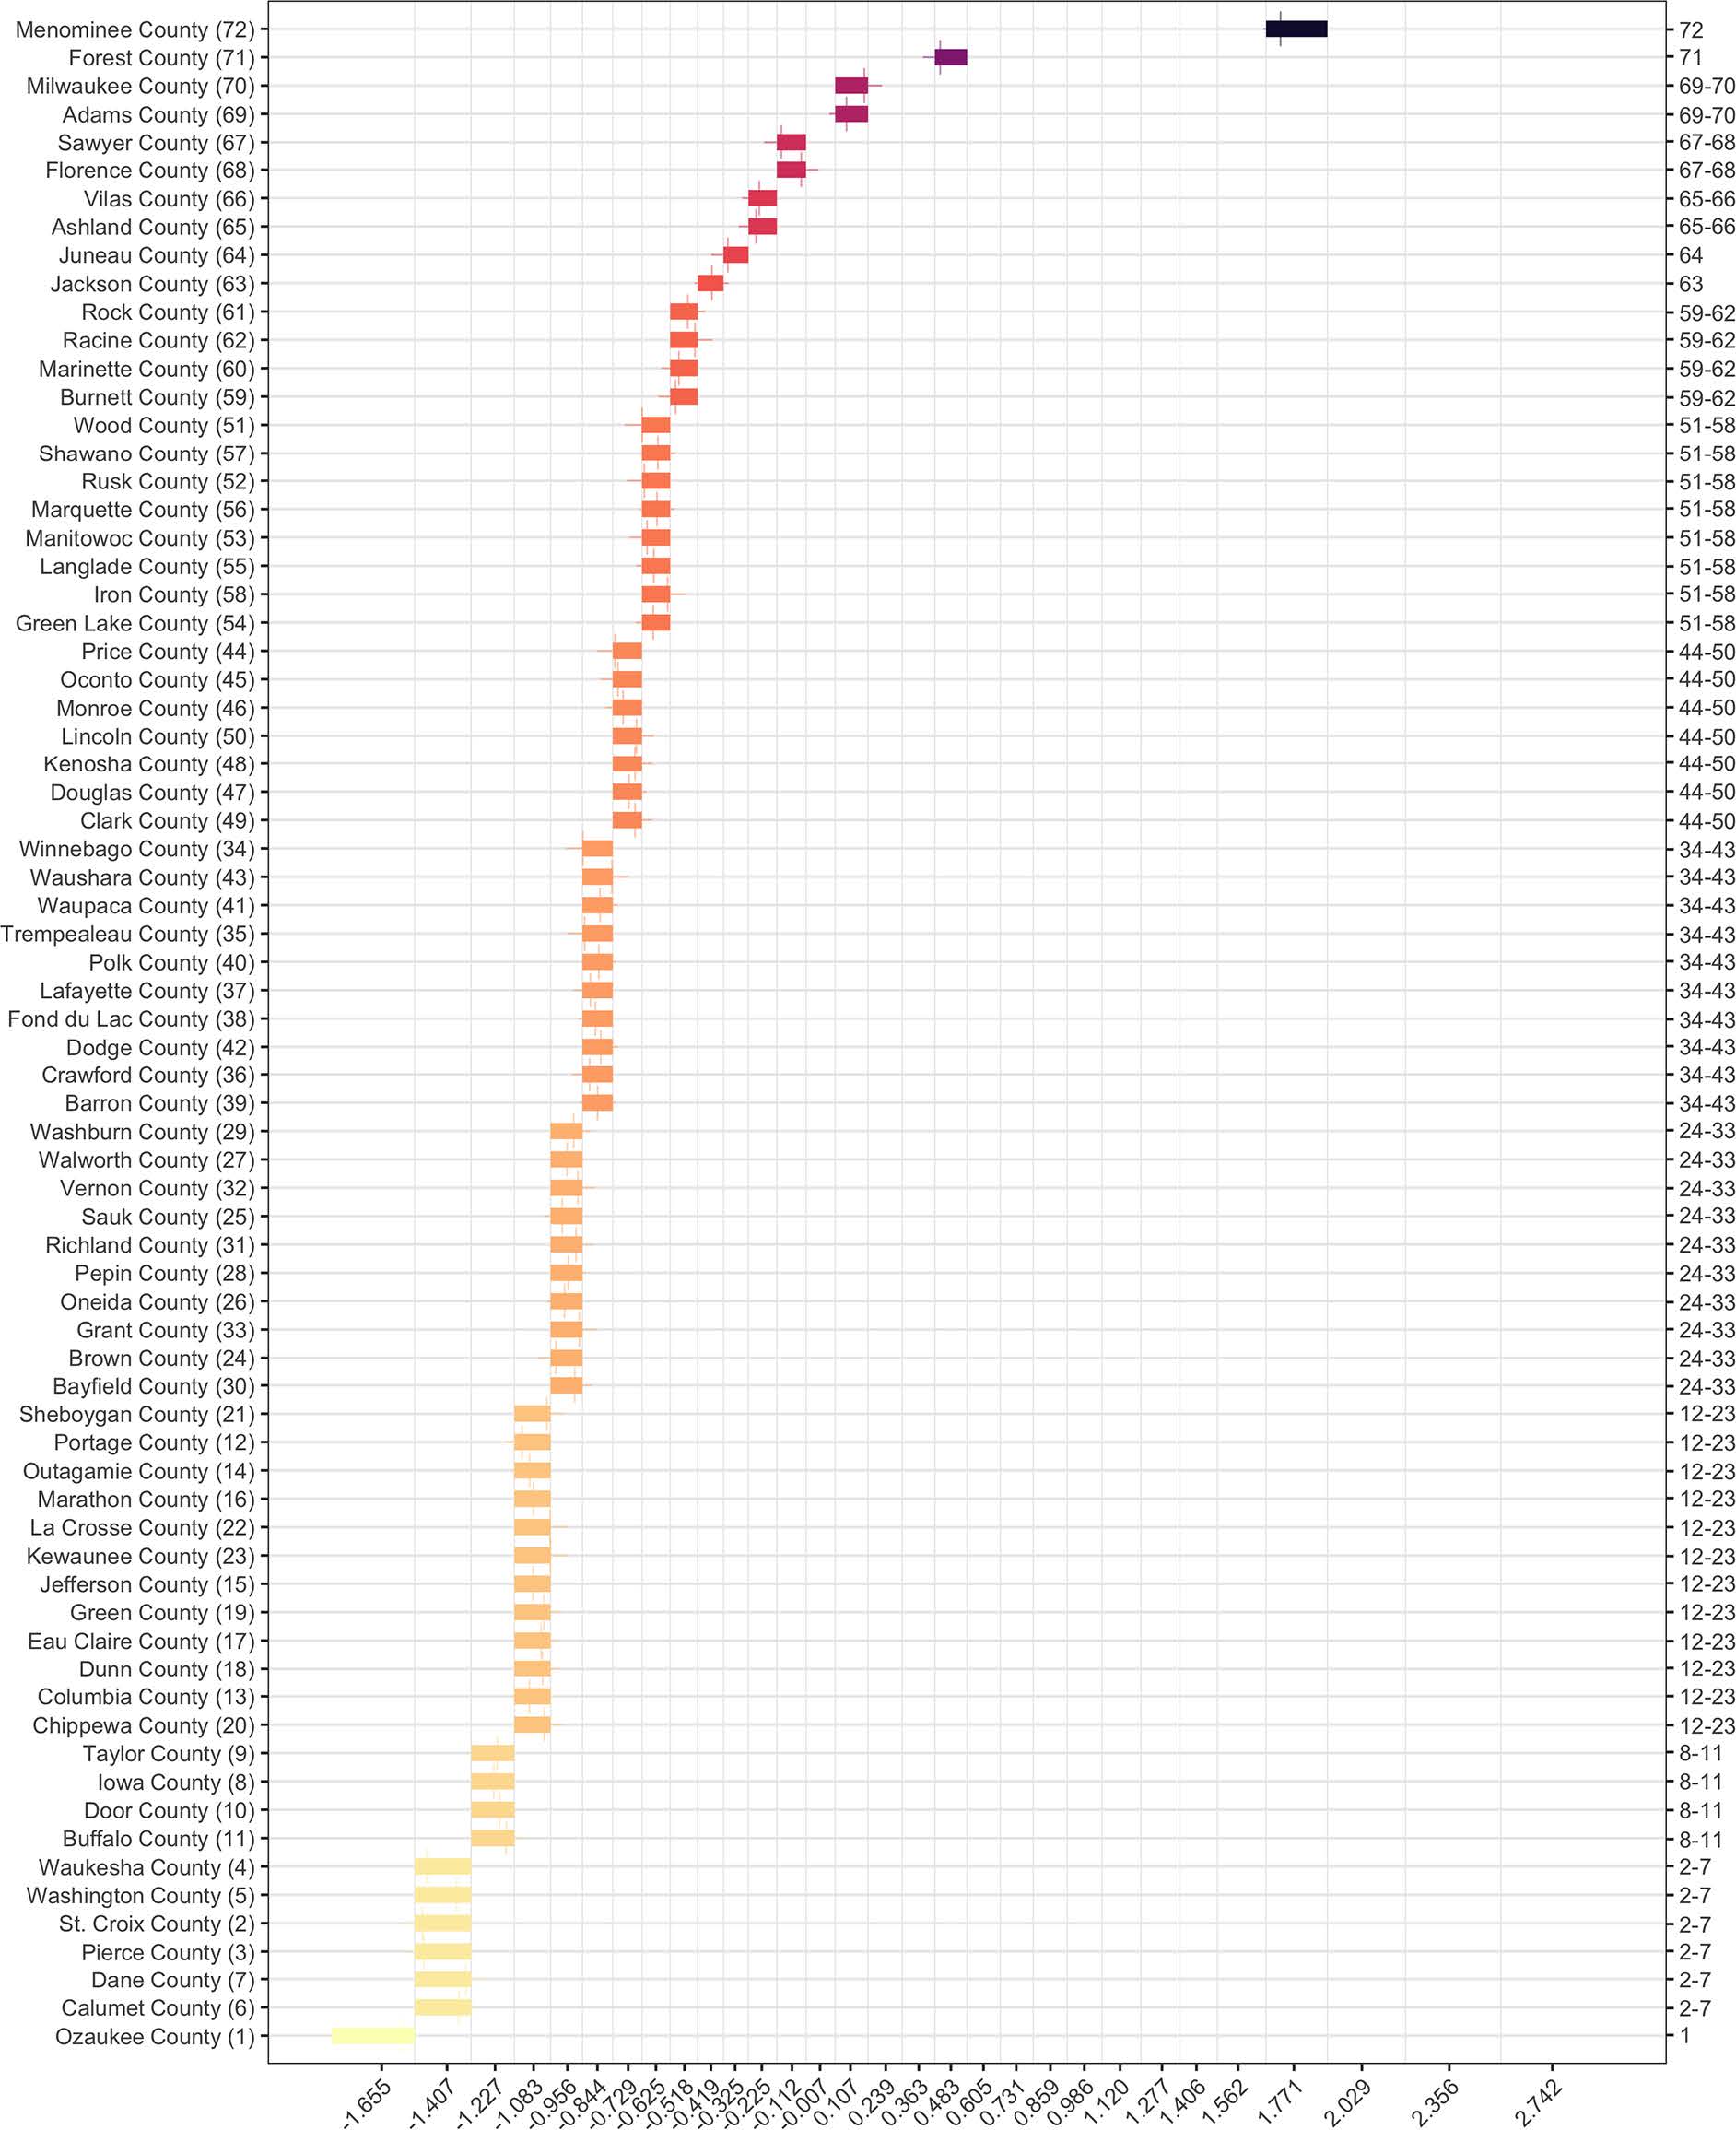 Menominee County (72) 72
Forest County (71) 71
Milwaukee County (70) 69-70
Adams County (69) 69-70
Sawyer County (67) 67-68
Florence County (68) 67-68
Vilas County (66) 65-66
Ashland County (65) 65-66
Juneau County (64) 64
Jackson County (63) 63
Rock County (61) 59-62
Racine County (62) 59-62
Marinette County (60) 59-62
Burnett County (59) 59-62
Wood County (51) 51-58
Shawano County (57) 51-58
Rusk County (52) 51-58
Marquette County (56) 51-58
Manitowoc County (53) 51-58
Langlade County (55) 51-58
Iron County (58) 51-58
Green Lake County (54) 51-58
Price County (44) 44-50
Oconto County (45) 44-50
Monroe County (46) 44-50
Lincoln County (50) 44-50
Kenosha County (48) 44-50
Douglas County (47) 44-50
Clark County (49) 44-50
Winnebago County (34) 34-43
Waushara County (43) 34-43
Waupaca County (41) 34-43
Trempealeau County (35) 34-43
Polk County (40) 34-43
Lafayette County (37) 34-43
Fond du Lac County (38) 34-43
Dodge County (42) 34-43
Crawford County (36) 34-43
Barron County (39) 34-43
Washburn County (29) 24-33
Walworth County (27) 24-33
Vernon County (32) 24-33
Sauk County (25) 24-33
Richland County (31) 24-33
Pepin County (28) 24-33
Oneida County (26) 24-33
Grant County (33) 24-33
Brown County (24) 24-33
Bayfield County (30) 24-33
Sheboygan County (21) 12-23
Portage County (12) 12-23
Outagamie County (14) 12-23
Marathon County (16) 12-23
La Crosse County (22) 12-23
Kewaunee County (23) 12-23
Jefferson County (15) 12-23
Green County (19) 12-23
Eau Claire County (17) 12-23
Dunn County (18) 12-23
Columbia County (13) 12-23
Chippewa County (20) 12-23
Taylor County (9) 8-11
Iowa County (8) 8-11
Door County (10) 8-11
Buffalo County (11) 8-11
Waukesha County (4) 2-7
Washington County (5) 2-7
St. Croix County (2) 2-7
Pierce County (3) 2-7
Dane County (7) 2-7
Calumet County (6) 2-7
Ozaukee County (1) 1
-1.655 -1.407 -1.227 -1.083 -0.956 -0.844 -0.729 -0.625 -0.518 -0.419 -0.325 -0.225 -0.112 -0.007 0.107 0.239 0.363 0.483 0.605 0.731 0.859 0.986 1.120 1.277 1.406 1.562 1.771 2.029 2.356 2.742